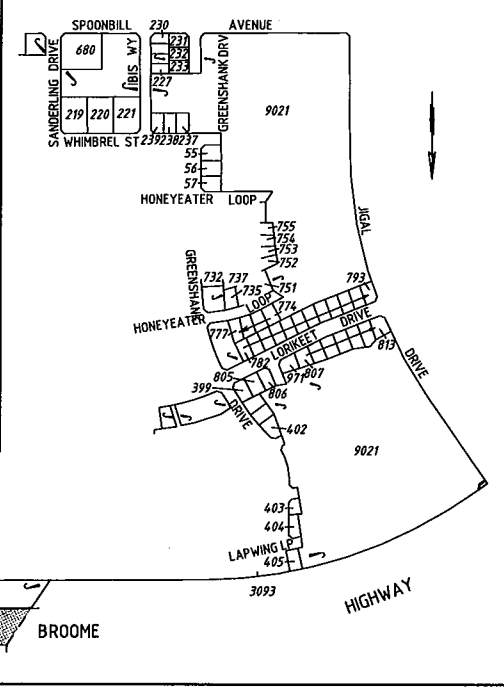 SPOONBILL 230 AVENUE
SANDERLING DRIVE
680
IBIS WY
231
232
233
227
GREENSHANK DRV
219 220 221
WHIMBREL ST
239 238 237
9021
55
56
57
HONEYEATER LOOP
JIGAL
755
754
753
752
751
GREENSHANK
732 737
735
793
HONEYEATER LOOP
774
777
782
LORIKEET DRIVE
813
DRIVE
805
399
971 807
806
DRIVE
402
9021
403
404
LAPWING LP
405
3093
HIGHWAY
BROOME